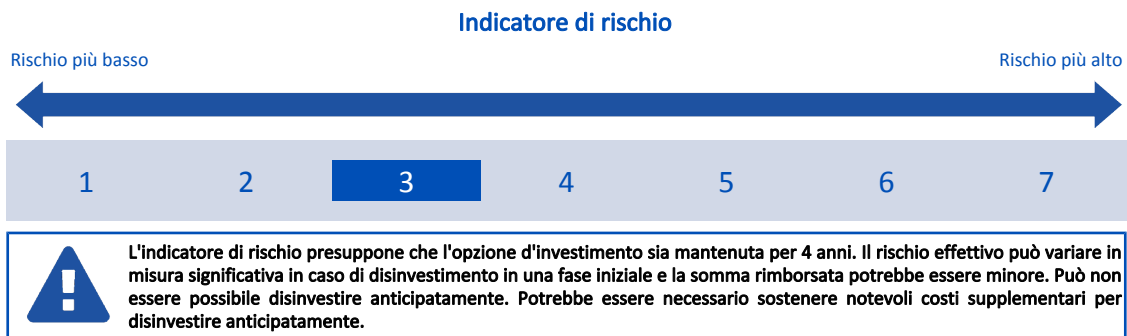 Indicatore di rischio
Rischio più basso
Rischio più alto
1 2 3 4 5 6 7
L'indicatore di rischio presuppone che l'opzione d'investimento sia mantenuta per 4 anni. Il rischio effettivo può variare in
misura significativa in caso di disinvestimento in una fase iniziale e la somma rimborsata potrebbe essere minore. Può non
essere possibile disinvestire anticipatamente. Potrebbe essere necessario sostenere notevoli costi supplementari per
disinvestire anticipatamente.